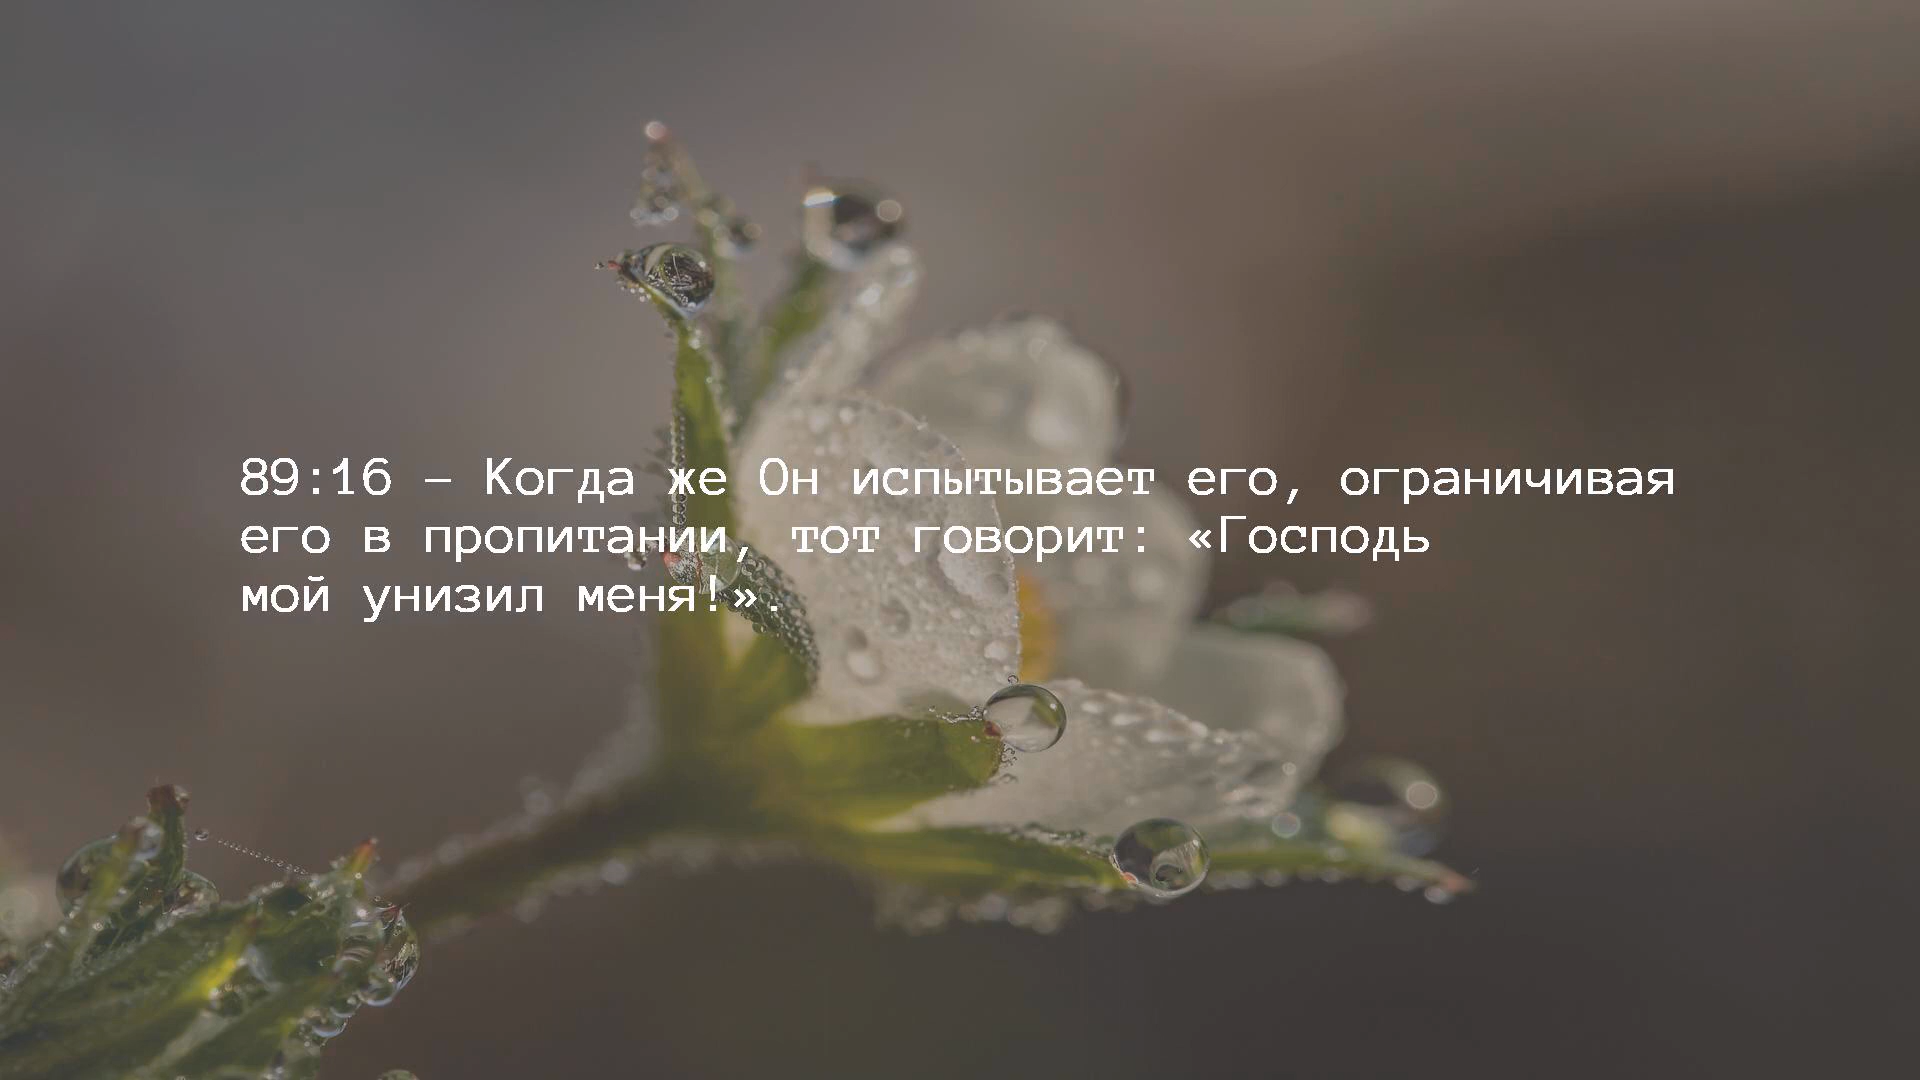 89:16 – Когда же Он испытывает его, ограничивая
его в пропитании, тот говорит: «Господь
мой унизил меня!».